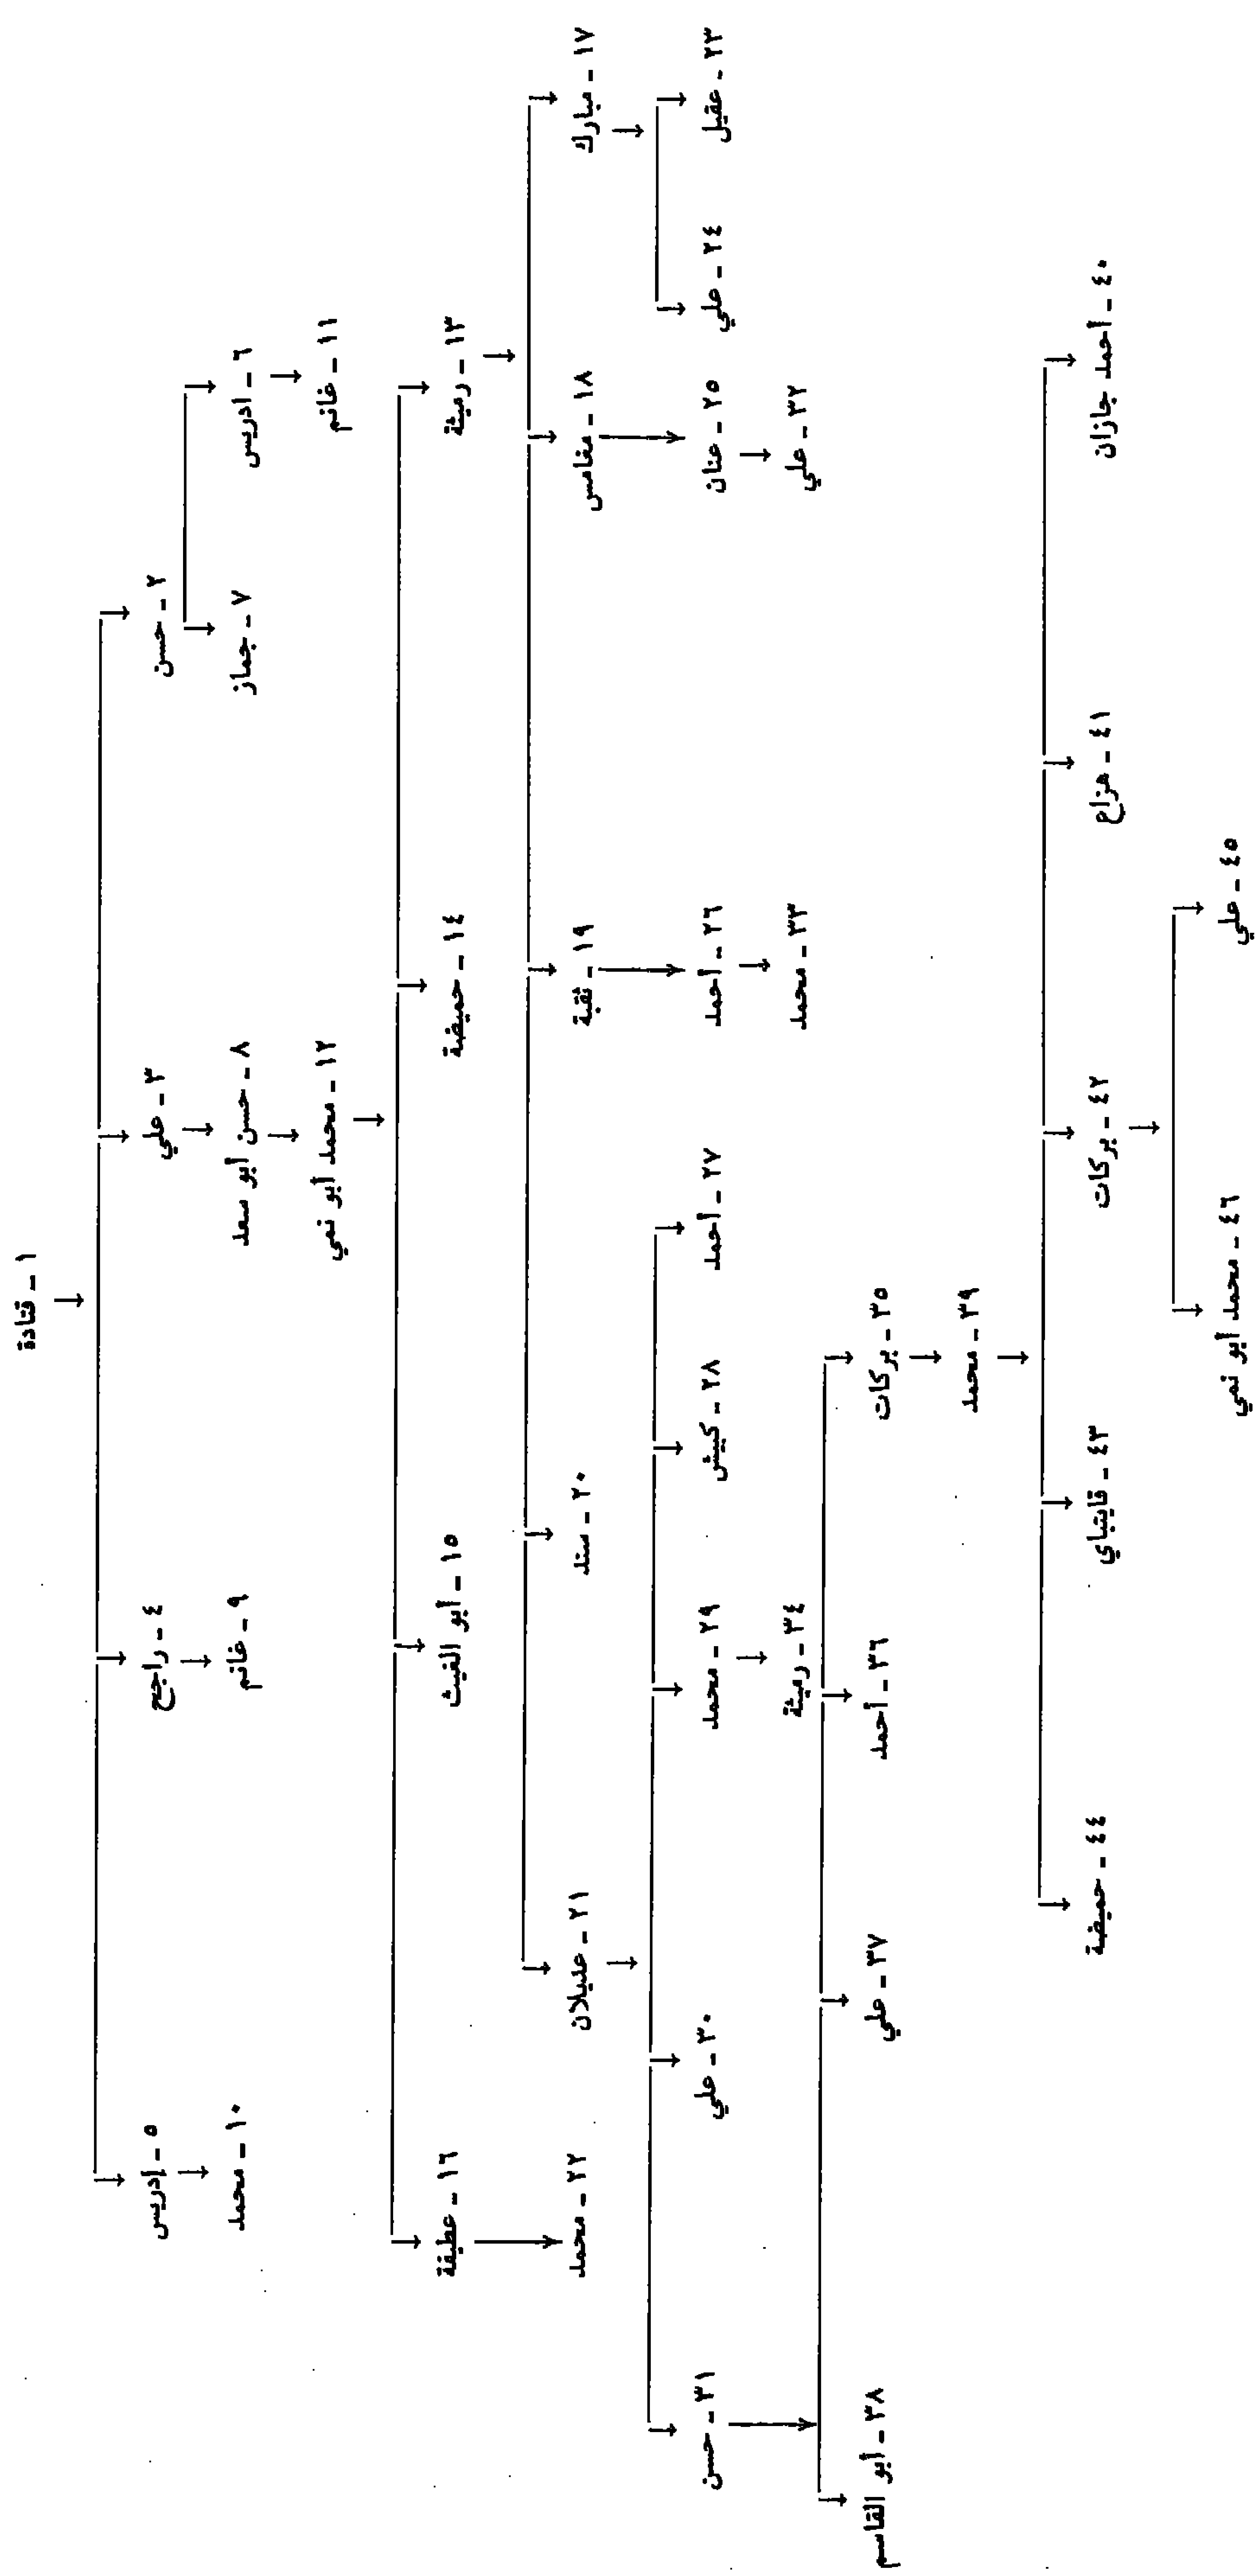 ١ - قتادة
٢ - حسن
٣ - علي
٤ - راجح
٥ - إدريس
٦ - ادريس
٧ - جماز
٨ - حسن أبو سعد
٩ - غانم
١٠ - محمد
١١ - غانم
١٢ - محمد أبو نمي
١٣ - رميثة
١٤ - حميضة
١٥ - أبو الغيث
١٦ - عطيفة
١٧ - مبارك
١٨ - مغامس
١٩ - ثقبة
٢٠ - سند
٢١ - عليلان
٢٢ - محمد
٢٣ - عقيل
٢٤ - علي
٢٥ - عنان
٢٦ - أحمد
٢٧ - أحمد
٢٨ - كبيش
٢٩ - محمد
٣٠ - علي
٣١ - حسن
٣٢ - علي
٣٣ - محمد
٣٤ - رميثة
٣٥ - بركات
٣٦ - أحمد
٣٧ - علي
٣٨ - أبو القاسم
٣٩ - محمد
٤٠ - أحمد جازان
٤١ - هزاع
٤٢ - بركات
٤٣ - قايتباي
٤٤ - حميضة
٤٥ - علي
٤٦ - محمد أبو نمي